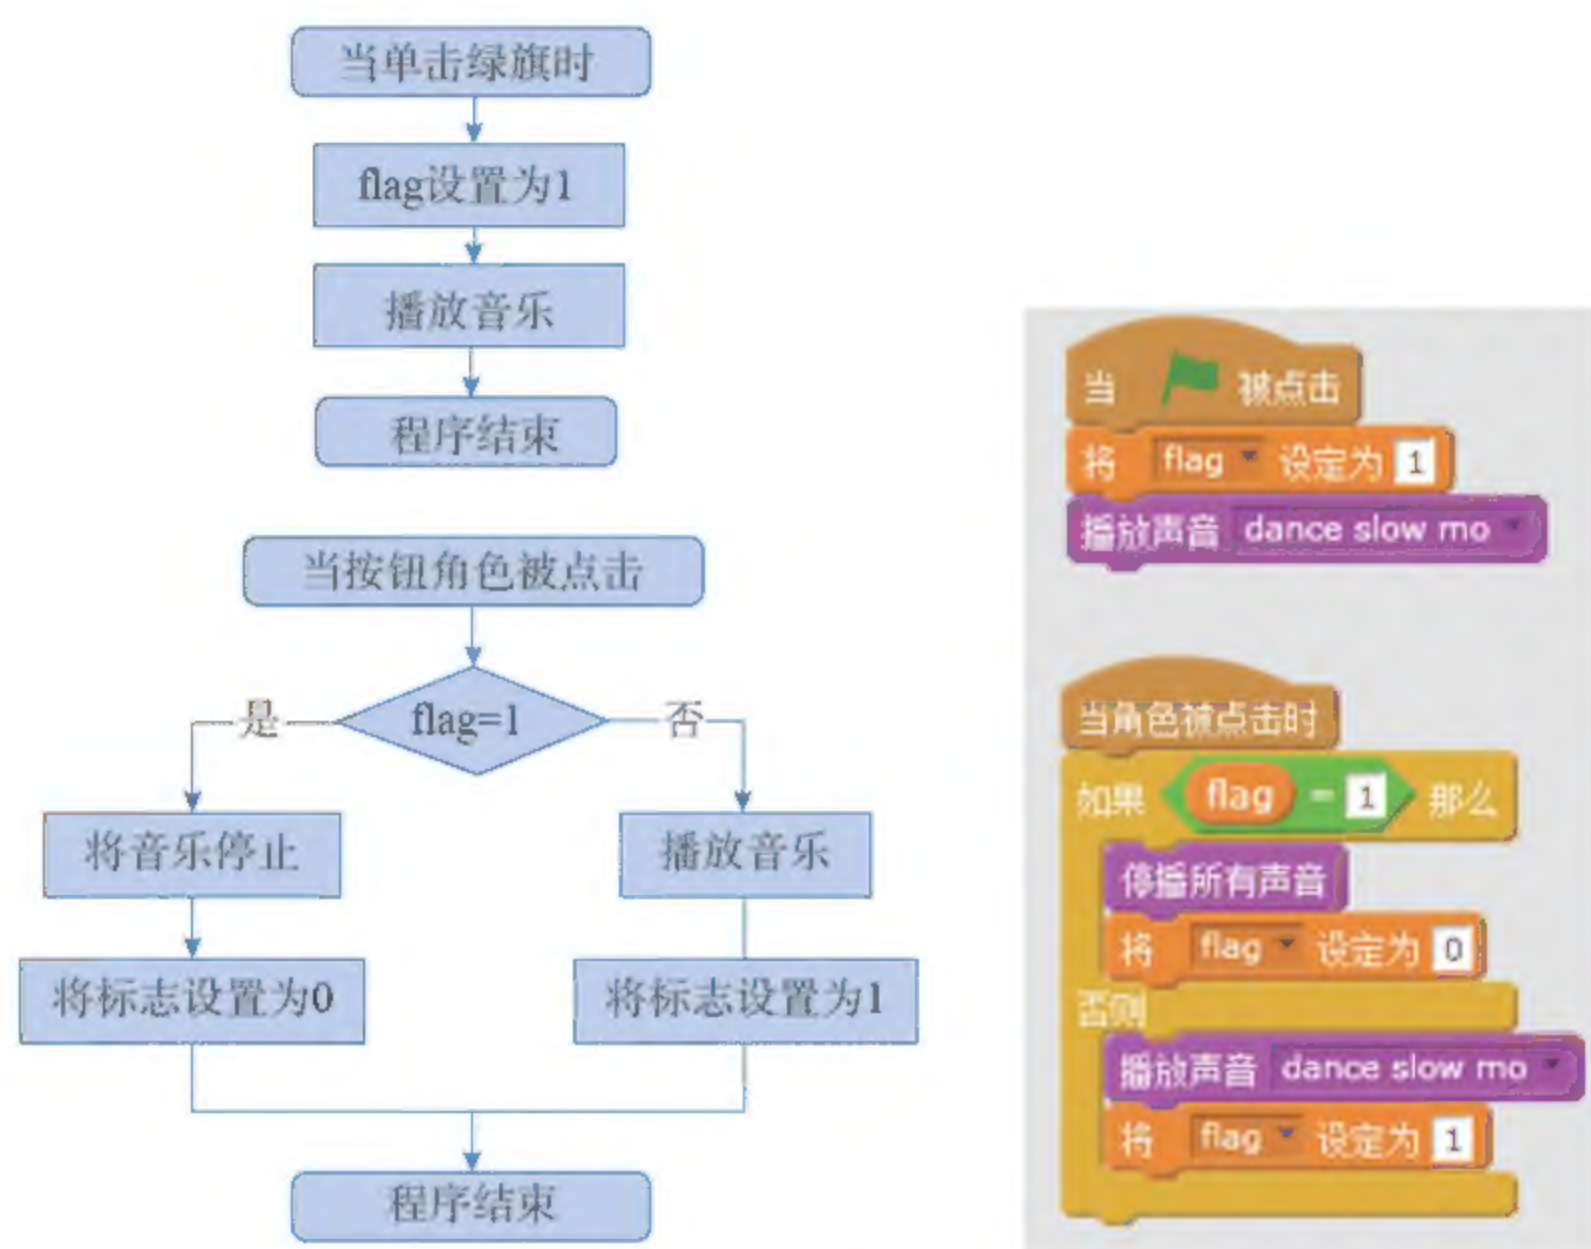 当单击绿旗时
flag设置为1
播放音乐
程序结束
当按钮角色被点击
flag=1
是
否
将音乐停止
播放音乐
将标志设置为0
将标志设置为1
程序结束
当 被点击
将 flag 设定为 1
播放声音 dance slow mo
当角色被点击时
如果 flag = 1 那么
停播所有声音
将 flag 设定为 0
否则
播放声音 dance slow mo
将 flag 设定为 1